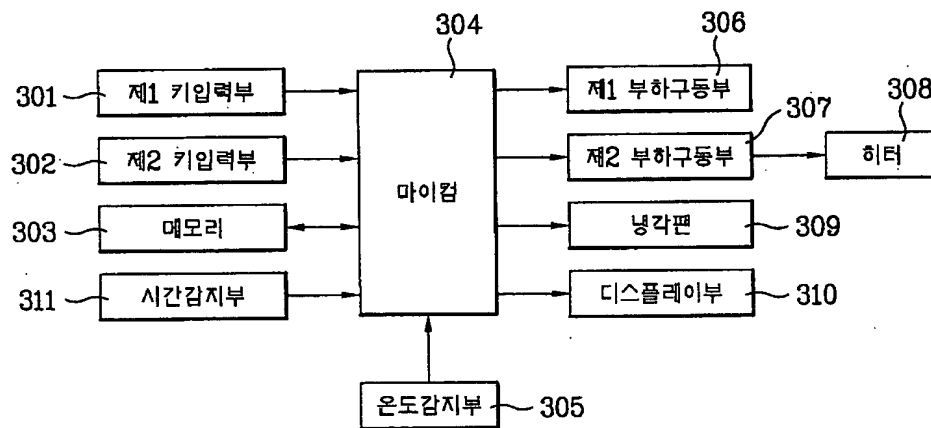 304
306
301
제1 키입력부
제1 부하구동부
307
308
302
제2 키입력부
제2 부하구동부
히터
마이컴
303
메모리
냉각팬
309
311
시간감지부
디스플레이부
310
온도감지부
305